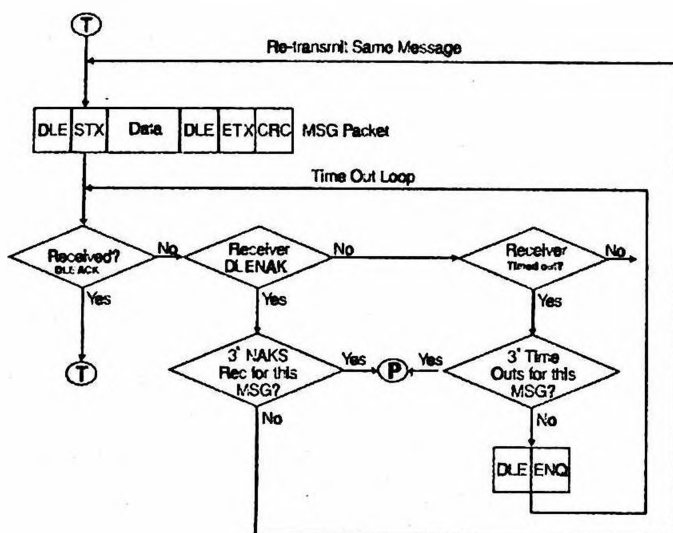 T
Re-transmit Same Message
DLE STX Data DLE ETX CRC MSG Packet
Time Out Loop
Received?
DLE ACK
No
Receiver
DLENAK
No
Receiver
Timed out?
No
Yes
Yes
Yes
T
3* NAKS
Rec for this
MSG?
Yes
P
Yes
3* Time
Outs for this
MSG?
No
No
DLE ENQ